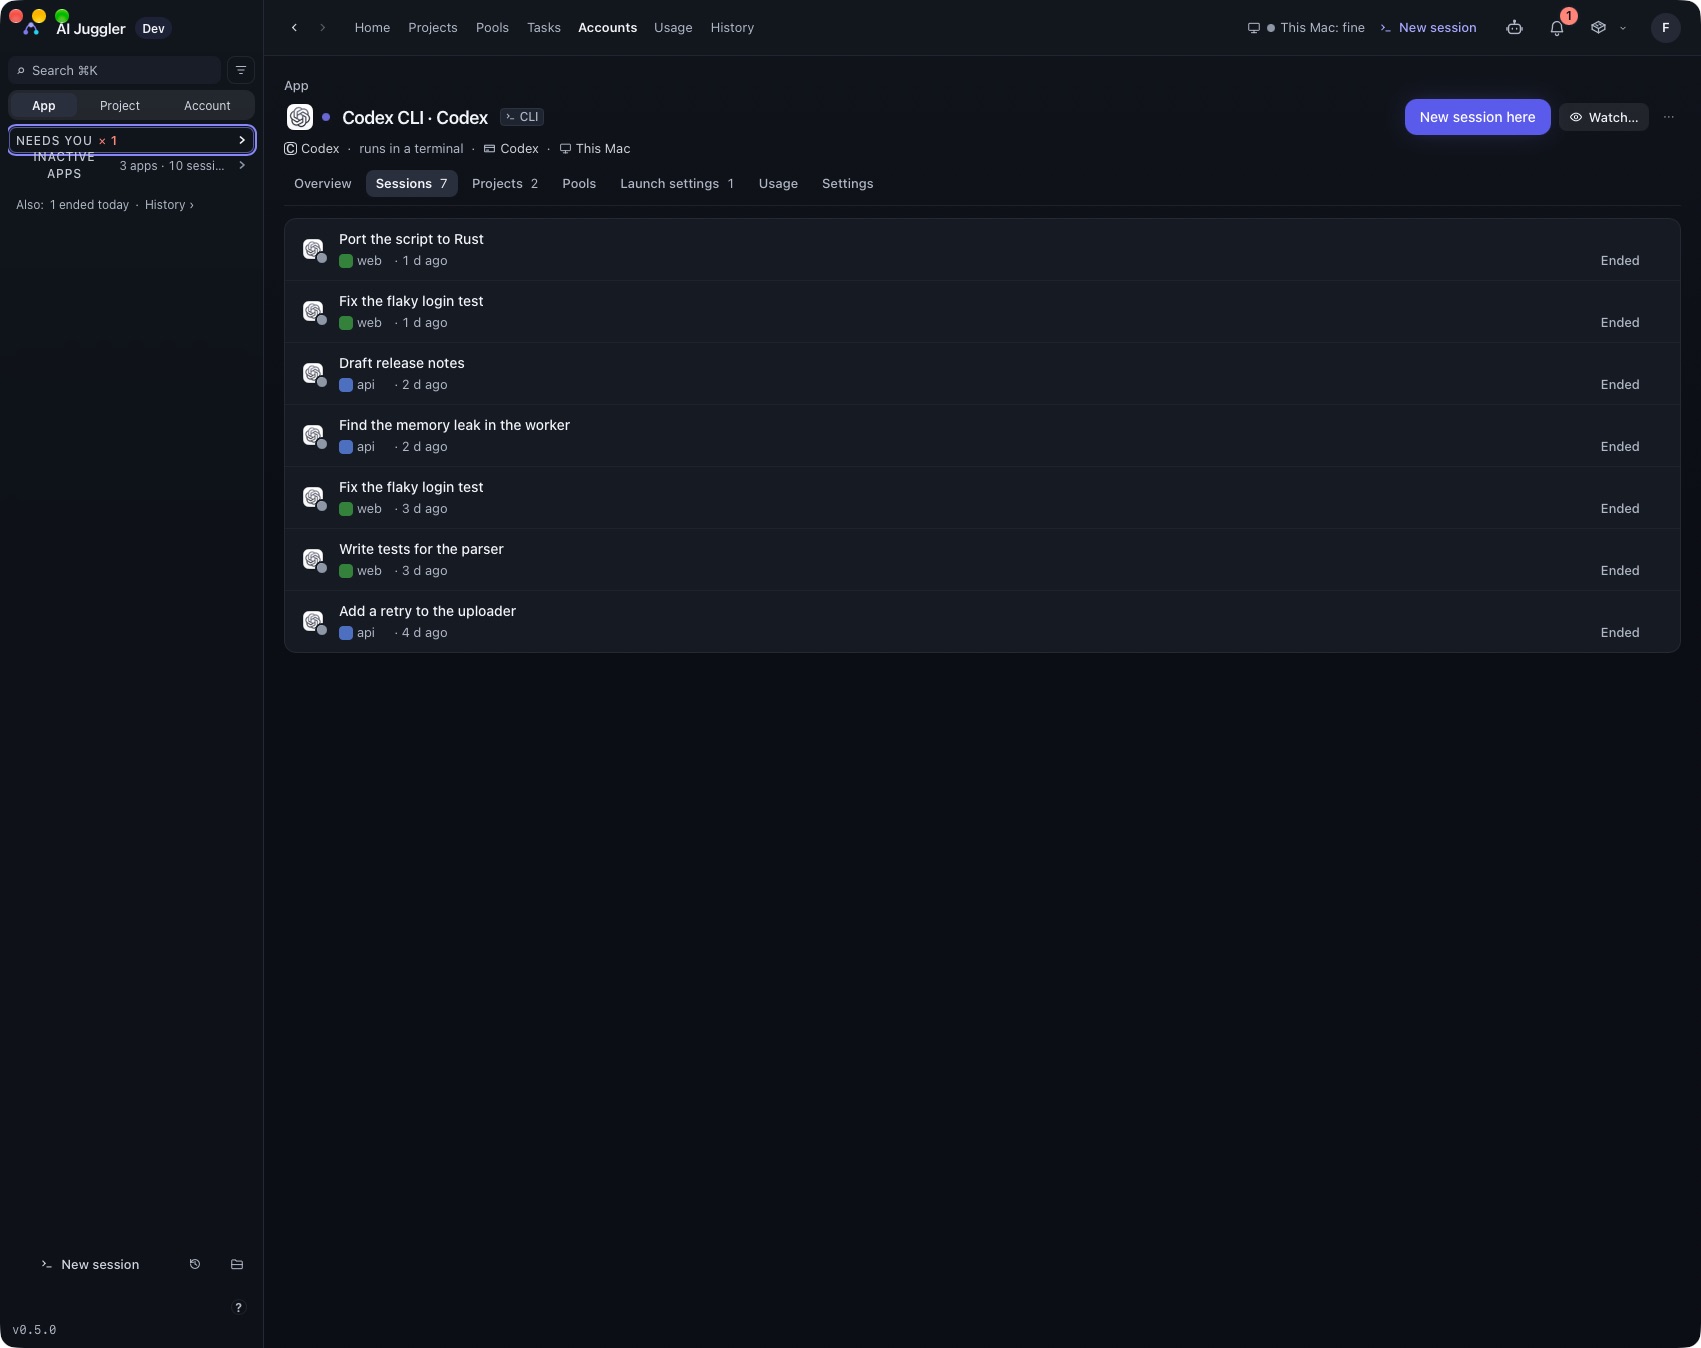 AI Juggler Dev
Search ⌘K
App Project Account
NEEDS YOU × 1
INACTIVE APPS 3 apps · 10 sessi...
Also: 1 ended today · History ›
Home Projects Pools Tasks Accounts Usage History
This Mac: fine New session 1 F
App
Codex CLI · Codex CLI
New session here Watch... ···
Codex · runs in a terminal · Codex · This Mac
Overview Sessions 7 Projects 2 Pools Launch settings 1 Usage Settings
Port the script to Rust
web · 1 d ago Ended
Fix the flaky login test
web · 1 d ago Ended
Draft release notes
api · 2 d ago Ended
Find the memory leak in the worker
api · 2 d ago Ended
Fix the flaky login test
web · 3 d ago Ended
Write tests for the parser
web · 3 d ago Ended
Add a retry to the uploader
api · 4 d ago Ended
New session
?
v0.5.0